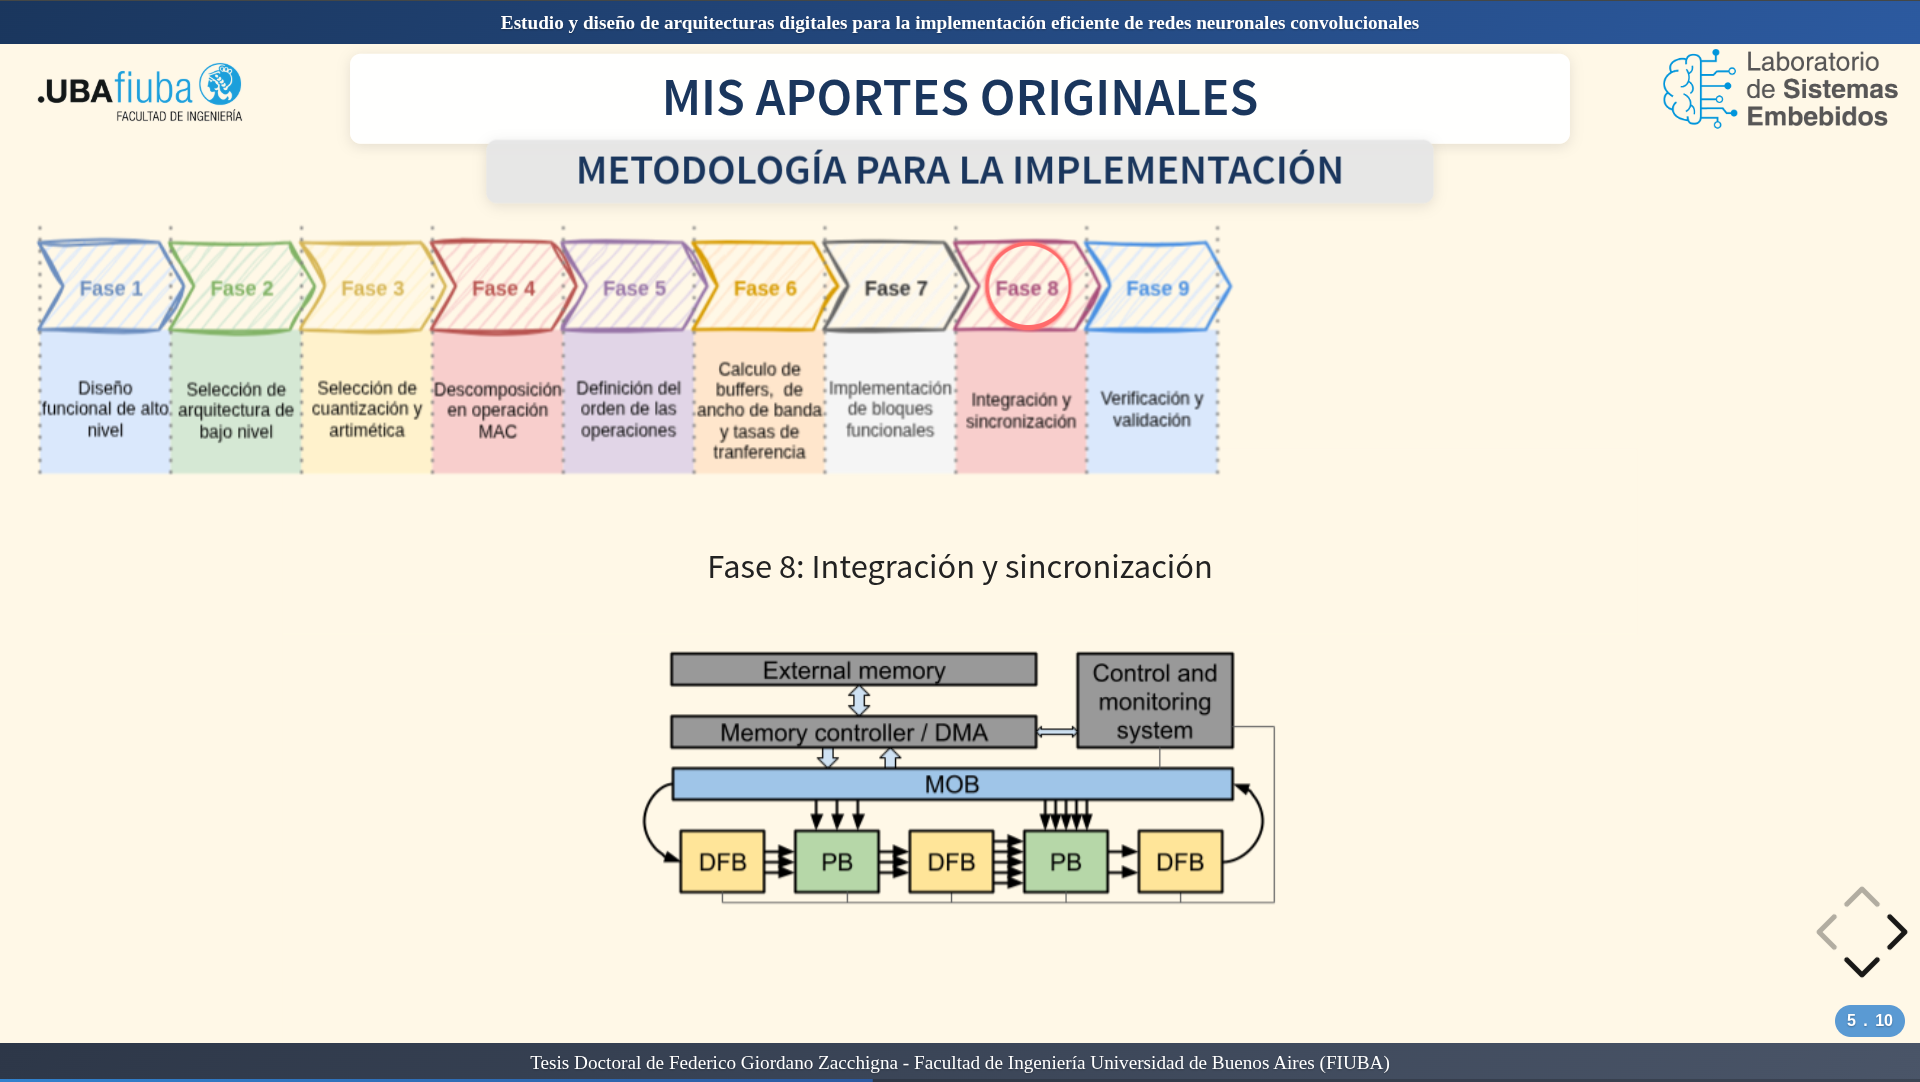 Estudio y diseño de arquitecturas digitales para la implementación eficiente de redes neuronales convolucionales
.UBAfiuba
FACULTAD DE INGENIERÍA
MIS APORTES ORIGINALES
Laboratorio
de Sistemas
Embebidos
METODOLOGÍA PARA LA IMPLEMENTACIÓN
Fase 1
Fase 2
Fase 3
Fase 4
Fase 5
Fase 6
Fase 7
Fase 8
Fase 9
Diseño
funcional de alto
nivel
Selección de
arquitectura de
bajo nivel
Selección de
cuantización y
artimética
Descomposición
en operación
MAC
Definición del
orden de las
operaciones
Calculo de
buffers, de
ancho de banda
y tasas de
tranferencia
Implementación
de bloques
funcionales
Integración y
sincronización
Verificación y
validación
Fase 8: Integración y sincronización
External memory
Control and
monitoring
system
Memory controller / DMA
MOB
DFB
PB
DFB
PB
DFB
5 . 10
Tesis Doctoral de Federico Giordano Zacchigna - Facultad de Ingeniería Universidad de Buenos Aires (FIUBA)